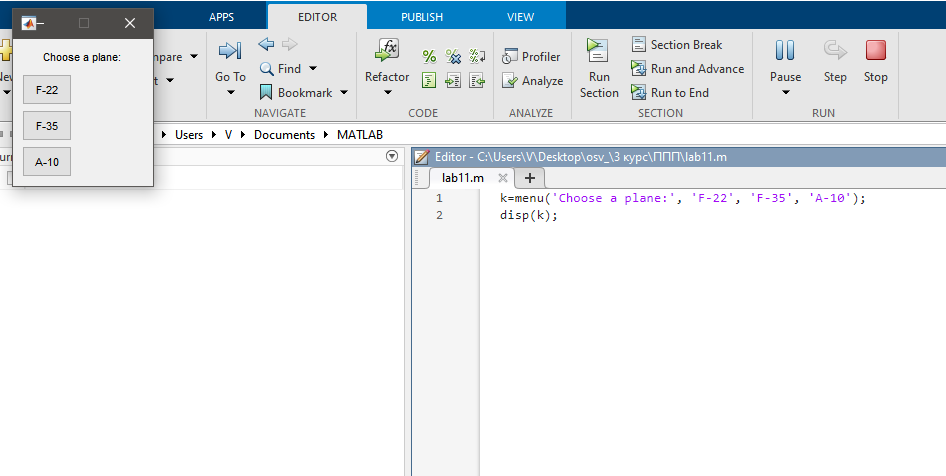 APPS
EDITOR
PUBLISH
VIEW
Choose a plane:
F-22
F-35
A-10
Go To
Find
Bookmark
NAVIGATE
Refactor
CODE
Profiler
Analyze
ANALYZE
Run
Section
Section Break
Run and Advance
Run to End
SECTION
Pause
Step
Stop
RUN
Users
V
Documents
MATLAB
Editor - C:\Users\V\Desktop\osv_\3 курс\ППП\lab11.m
lab11.m
1 k=menu('Choose a plane:', 'F-22', 'F-35', 'A-10');
2 disp(k);